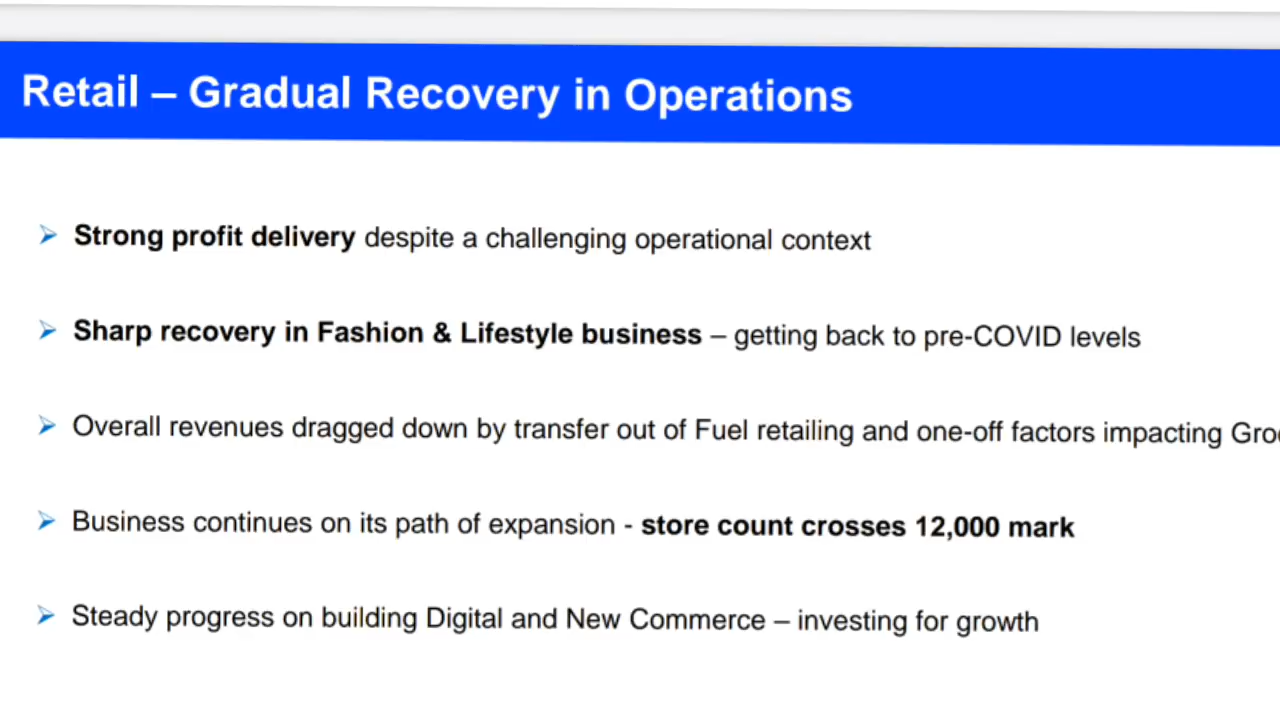 Retail – Gradual Recovery in Operations
➢ Strong profit delivery despite a challenging operational context
➢ Sharp recovery in Fashion & Lifestyle business – getting back to pre-COVID levels
➢ Overall revenues dragged down by transfer out of Fuel retailing and one-off factors impacting
➢ Business continues on its path of expansion - store count crosses 12,000 mark
➢ Steady progress on building Digital and New Commerce – investing for growth